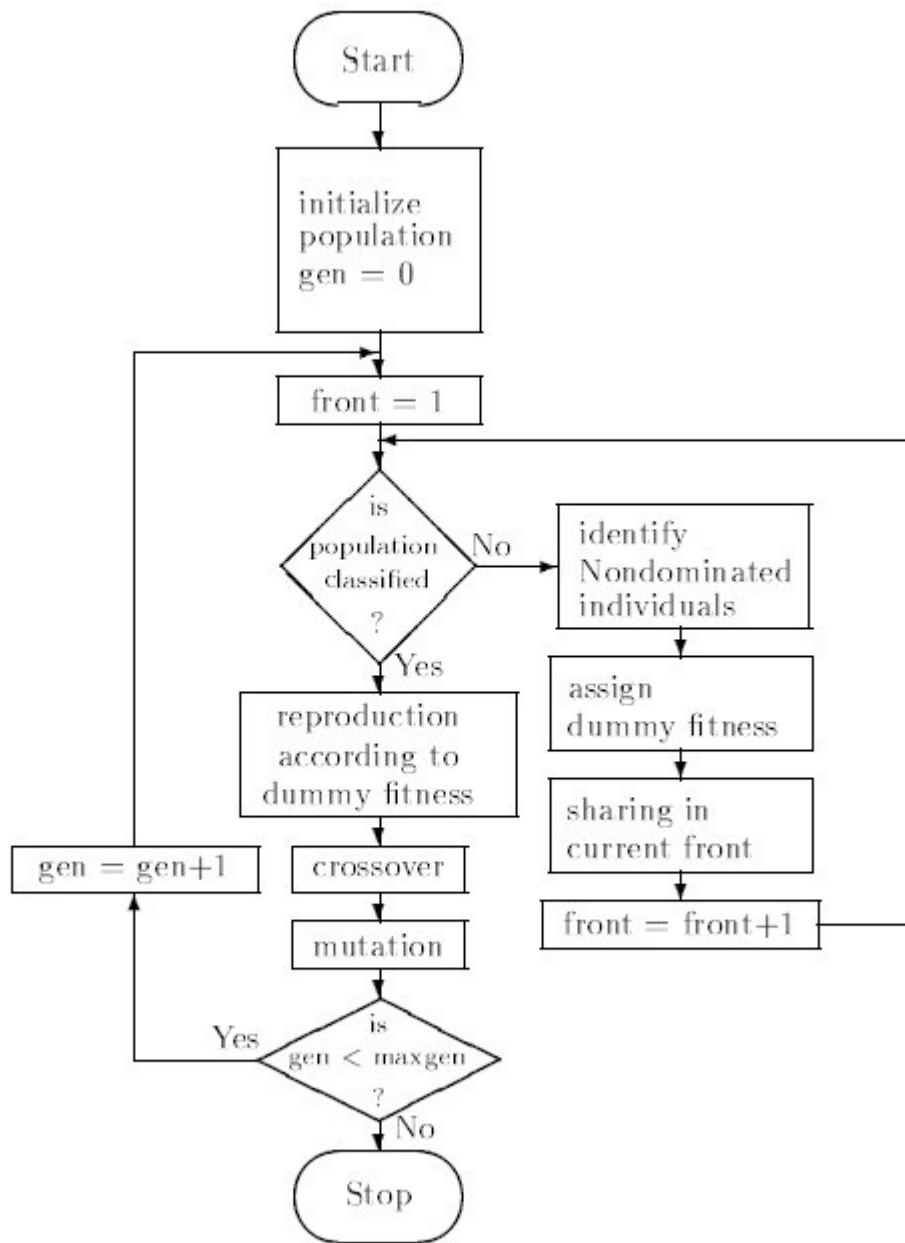 Start
initialize
population
gen = 0
front = 1
is
population
classified
?
No
identify
Nondominated
individuals
Yes
assign
dummy fitness
reproduction
according to
dummy fitness
sharing in
current front
gen = gen+1
crossover
front = front+1
mutation
is
gen < maxgen
?
Yes
No
Stop